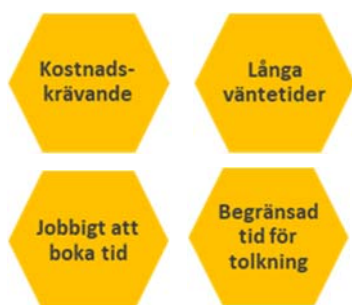 Kostnads-
krävande
Långa
väntetider
Jobbigt att
boka tid
Begränsad
tid för
tolkning